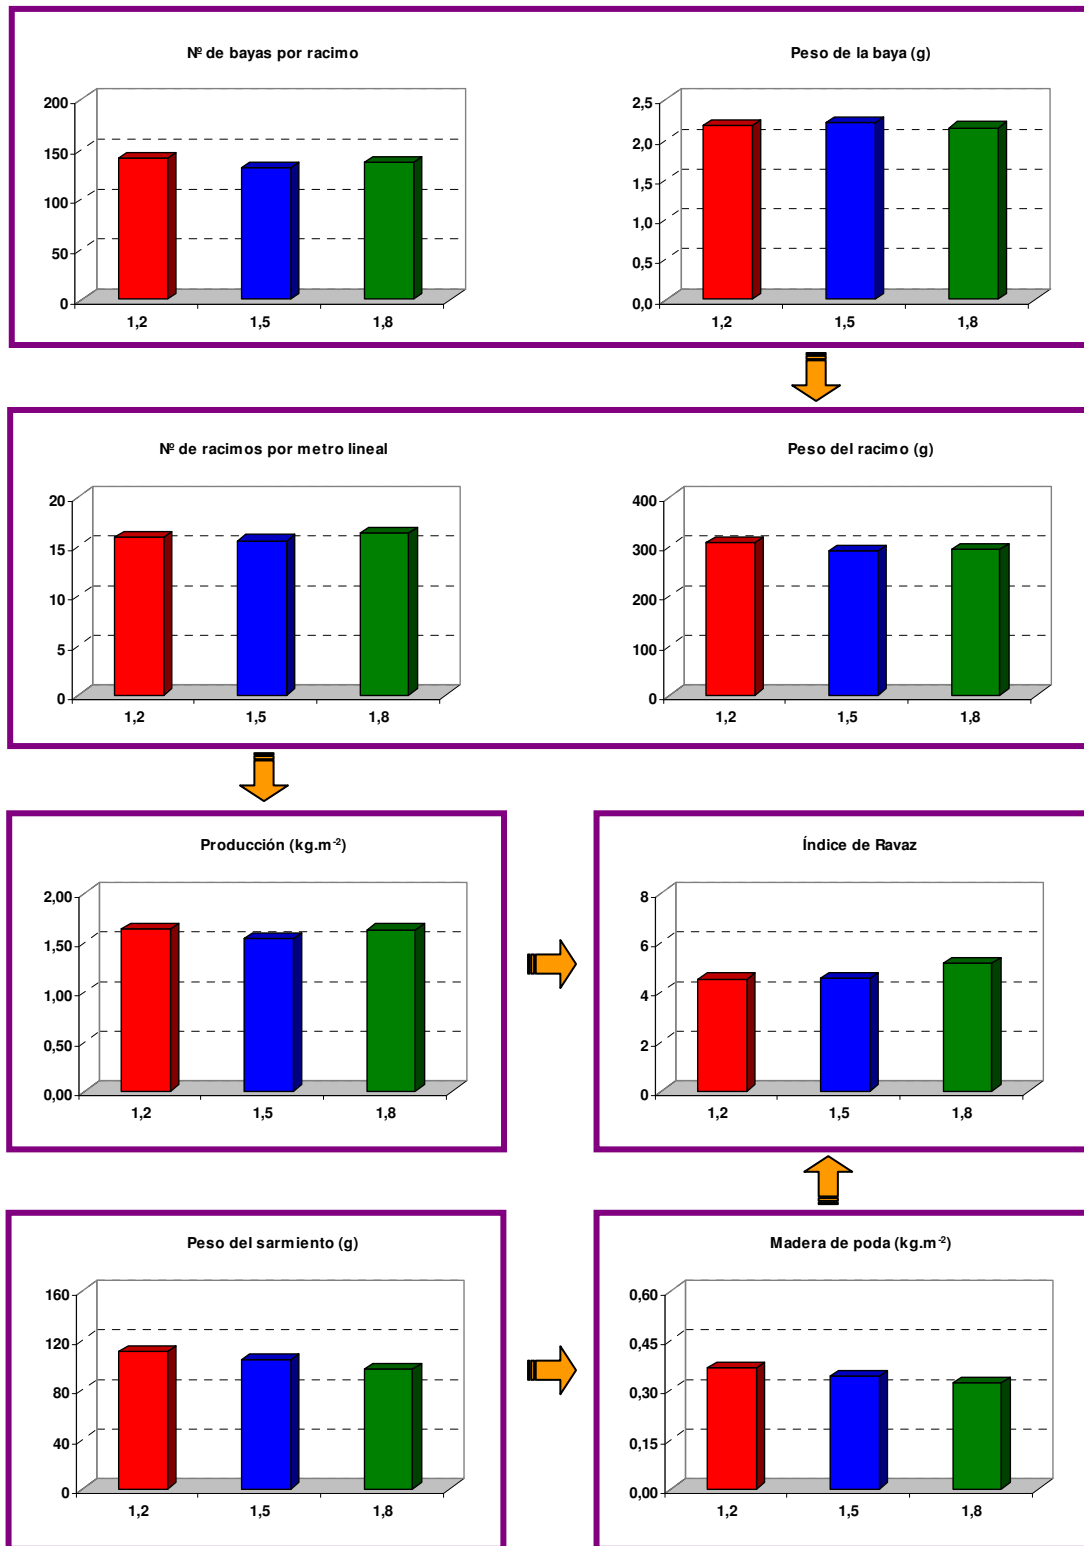 Nº de bayas por racimo
200
150
100
50
0
1,2 1,5 1,8
Peso de la baya (g)
2,5
2,0
1,5
1,0
0,5
0,0
1,2 1,5 1,8
Nº de racimos por metro lineal
20
15
10
5
0
1,2 1,5 1,8
Peso del racimo (g)
400
300
200
100
0
1,2 1,5 1,8
Producción (kg.m⁻²)
2,00
1,50
1,00
0,50
0,00
1,2 1,5 1,8
Índice de Ravaz
8
6
4
2
0
1,2 1,5 1,8
Peso del sarmiento (g)
160
120
80
40
0
1,2 1,5 1,8
Madera de poda (kg.m⁻²)
0,60
0,45
0,30
0,15
0,00
1,2 1,5 1,8